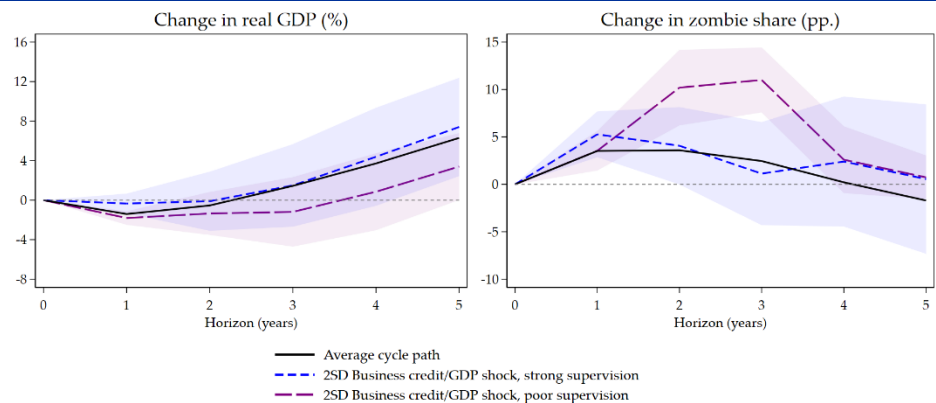 Change in real GDP (%)
16
12
8
4
0
-4
-8
0 1 2 3 4 5
Horizon (years)
Change in zombie share (pp.)
15
10
5
0
-5
-10
0 1 2 3 4 5
Horizon (years)
Average cycle path
2SD Business credit/GDP shock, strong supervision
2SD Business credit/GDP shock, poor supervision